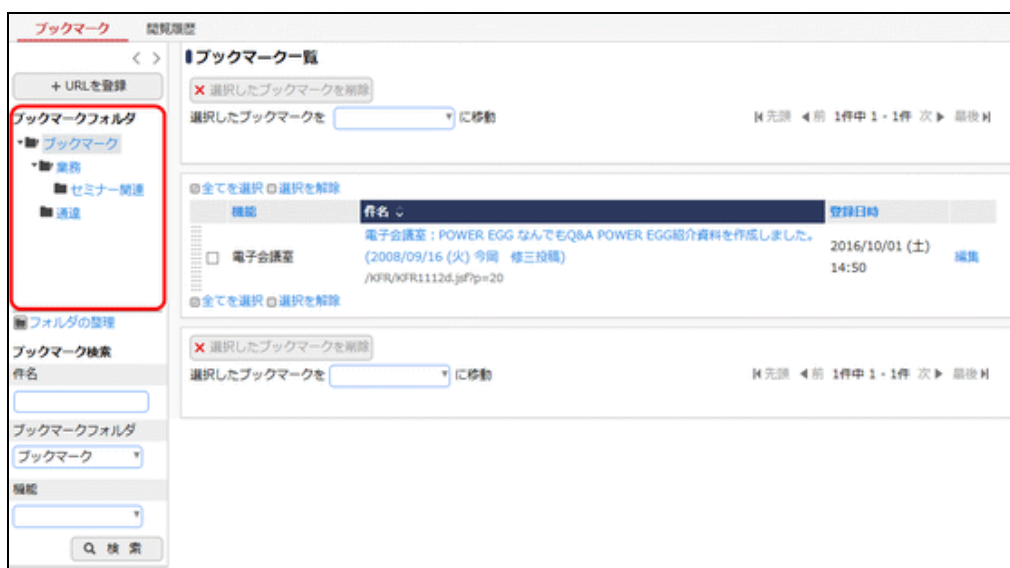 ブックマーク 閲覧履歴
< >
+ URLを登録
ブックマークフォルダ
ブックマーク
業務
セミナー関連
通達
フォルダの整理
ブックマーク検索
件名
ブックマークフォルダ
ブックマーク
機能
検 索
ブックマーク一覧
選択したブックマークを削除
選択したブックマークを に移動 先頭 前 1件中 1 - 1件 次 最後
全てを選択 選択を解除
機能 件名 登録日時
電子会議室 電子会議室:POWER EGG なんでもQ&A POWER EGG紹介資料を作成しました。
(2008/09/16 (火) 今岡 修三投稿)
/KFR/KFR1112d.jsf?p=20
2016/10/01 (土)
14:50
編集
全てを選択 選択を解除
選択したブックマークを削除
選択したブックマークを に移動 先頭 前 1件中 1 - 1件 次 最後